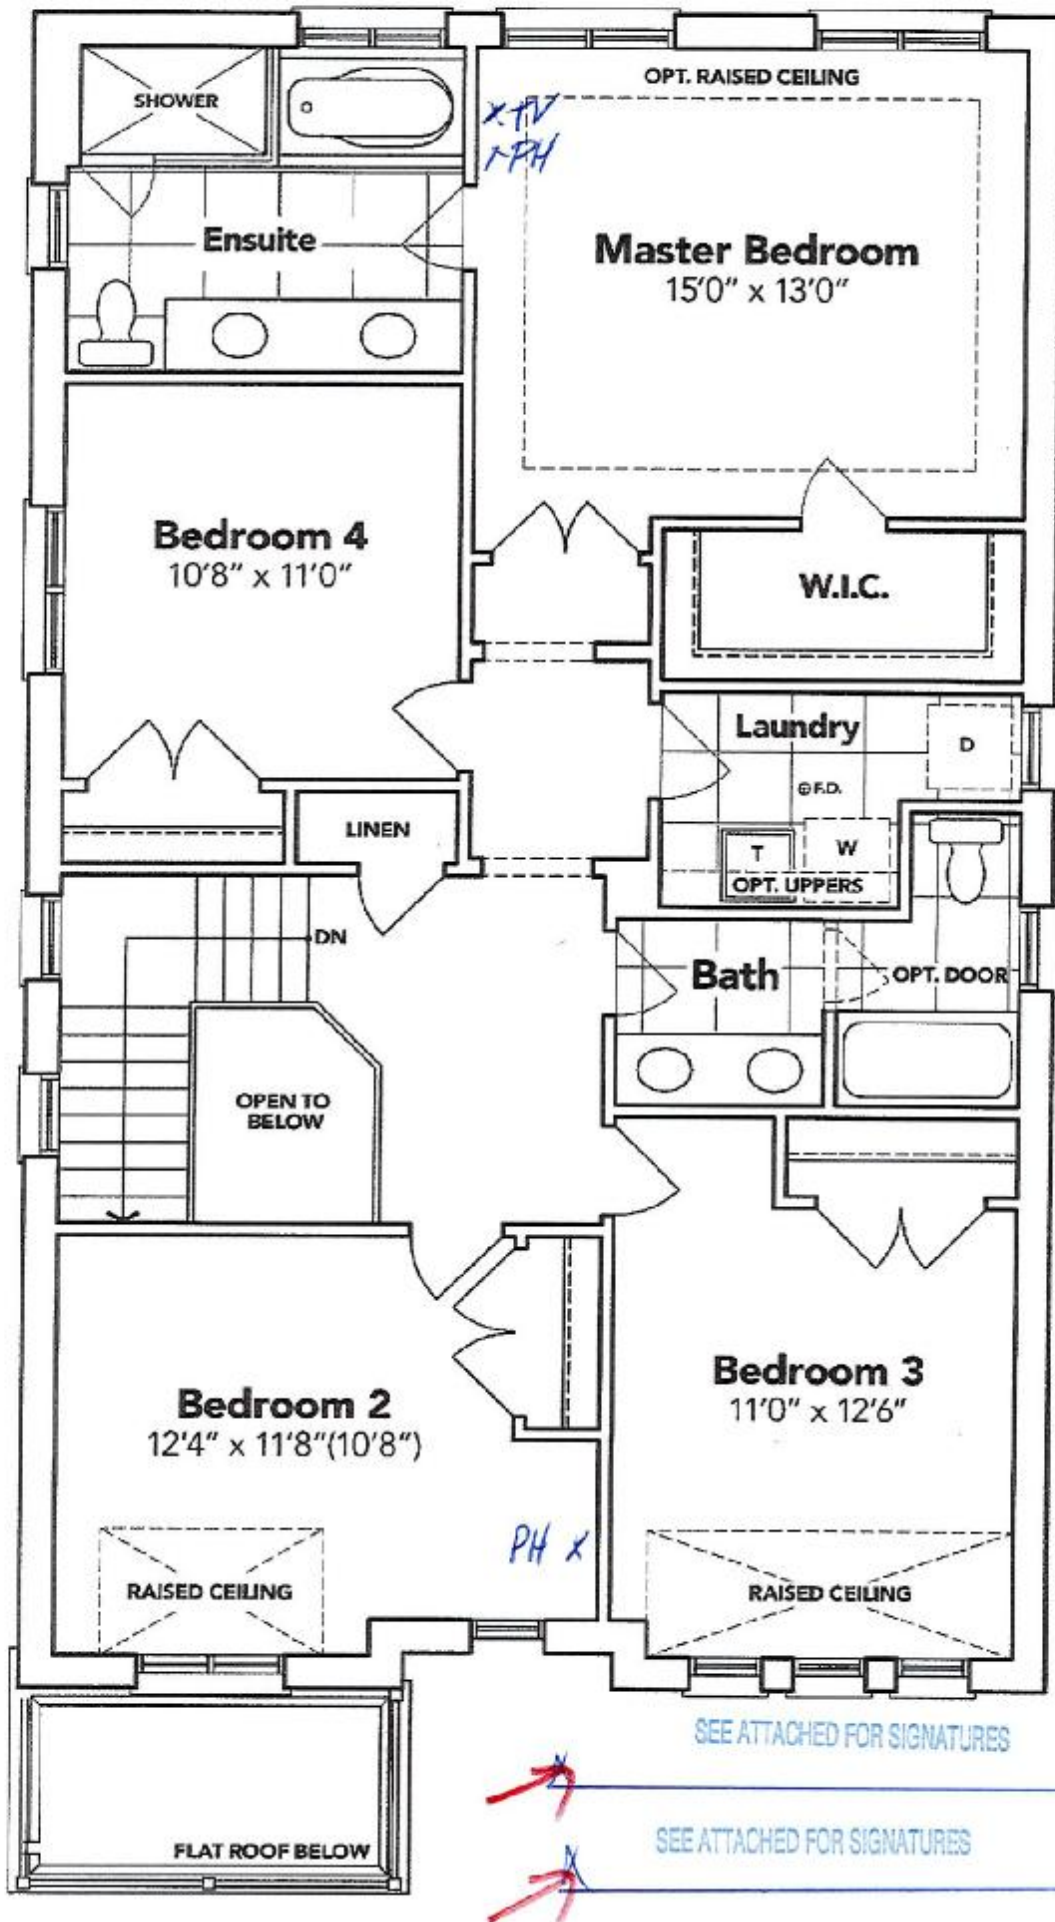 OPT. RAISED CEILING
SHOWER
x TV
x PH
Ensuite
Master Bedroom
15'0" x 13'0"
Bedroom 4
10'8" x 11'0"
W.I.C.
Laundry
D
F.D.
LINEN
T
W
OPT. UPPERS
DN
Bath
OPT. DOOR
OPEN TO
BELOW
Bedroom 3
11'0" x 12'6"
Bedroom 2
12'4" x 11'8"(10'8")
PH x
RAISED CEILING
RAISED CEILING
SEE ATTACHED FOR SIGNATURES
FLAT ROOF BELOW
SEE ATTACHED FOR SIGNATURES